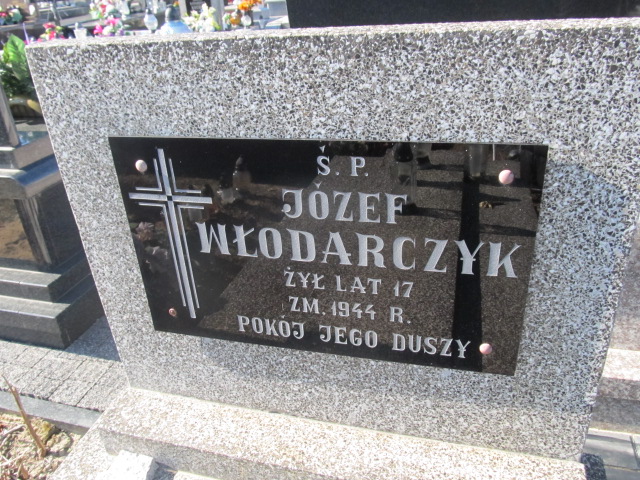 Ś. P.
JÓZEF
WŁODARCZYK
ŻYŁ LAT 17
ZM. 1944 R.
POKÓJ JEGO DUSZY